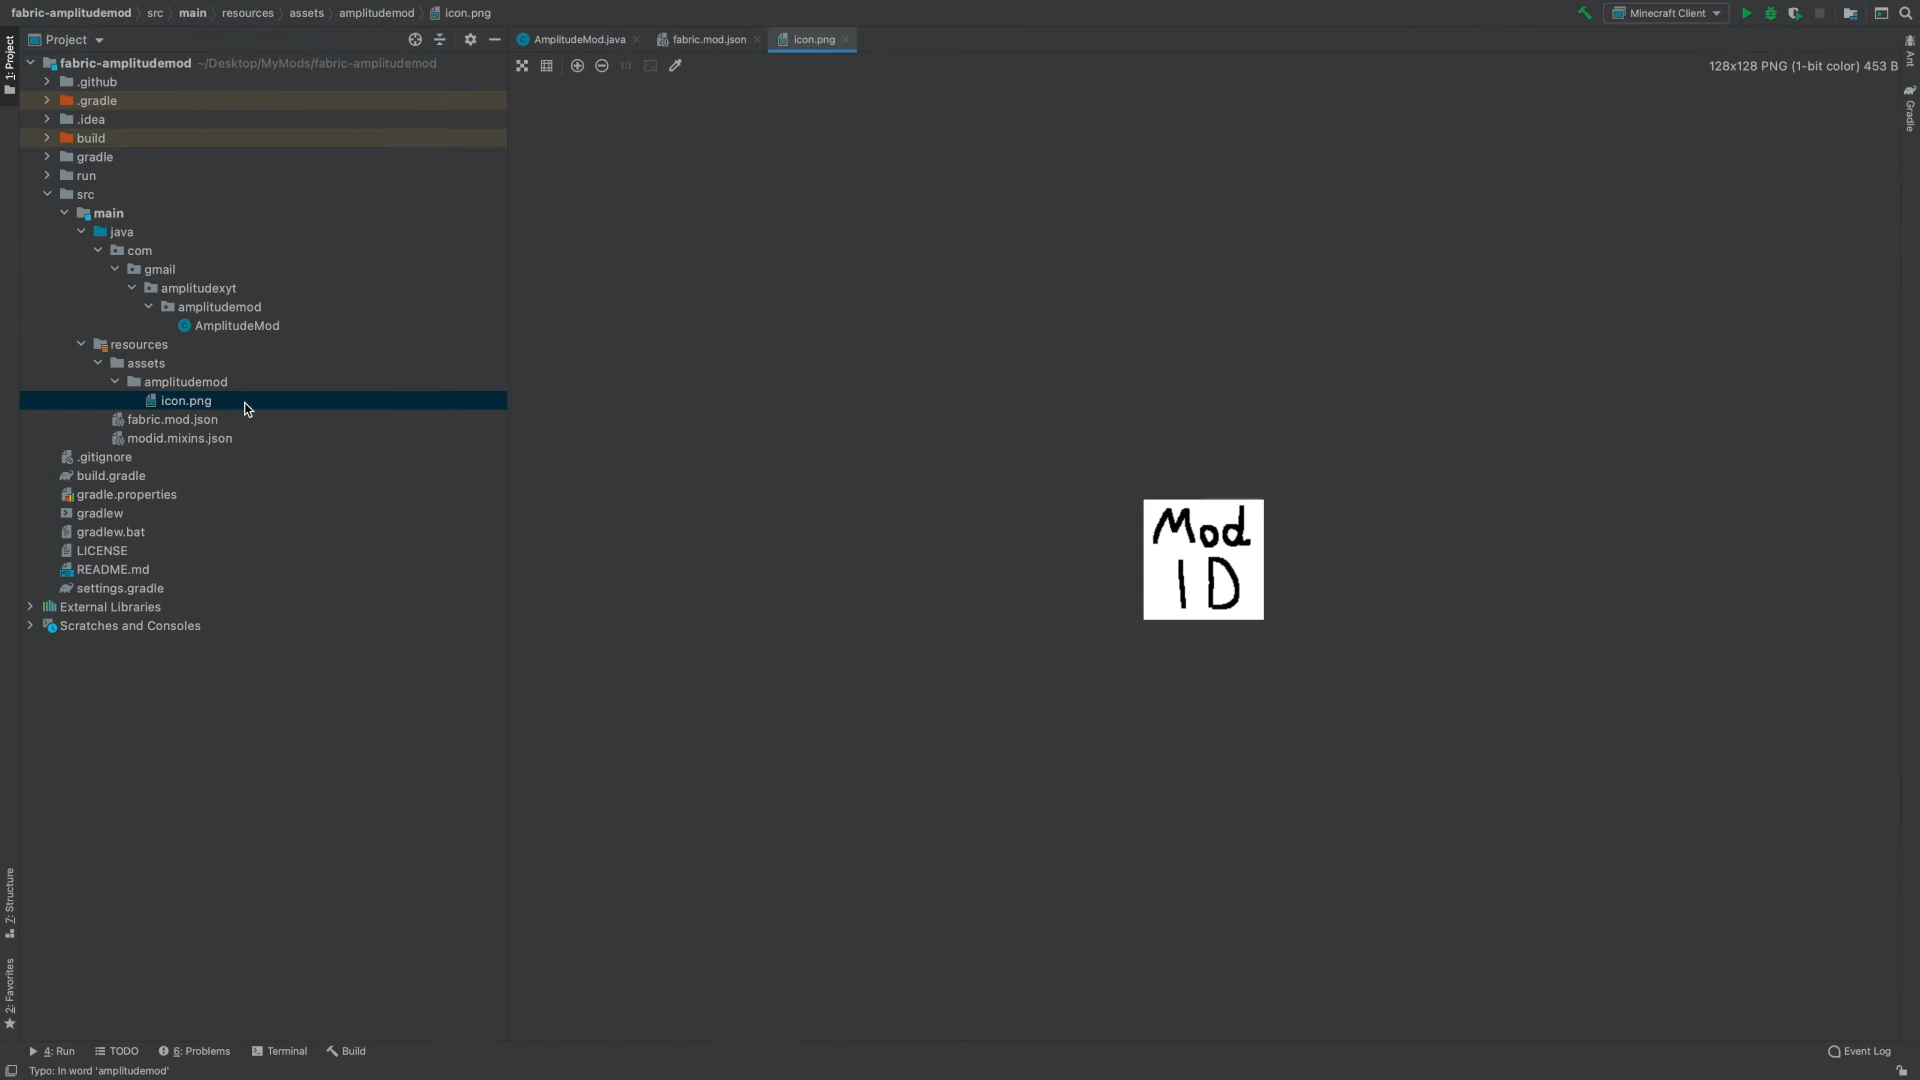 fabric-amplitudemod src main resources assets amplitudemod icon.png
Minecraft Client
1: Project
Project
AmplitudeMod.java
fabric.mod.json
icon.png
Ant
fabric-amplitudemod ~/Desktop/MyMods/fabric-amplitudemod
1:1
128x128 PNG (1-bit color) 453 B
.github
.gradle
Gradle
.idea
build
gradle
run
src
main
java
com
gmail
amplitudexyt
amplitudemod
AmplitudeMod
resources
assets
amplitudemod
icon.png
fabric.mod.json
modid.mixins.json
.gitignore
build.gradle
gradle.properties
gradlew
gradlew.bat
LICENSE
README.md
settings.gradle
External Libraries
Scratches and Consoles
Mod
ID
7: Structure
2: Favorites
4: Run
TODO
6: Problems
Terminal
Build
Event Log
Typo: In word 'amplitudemod'